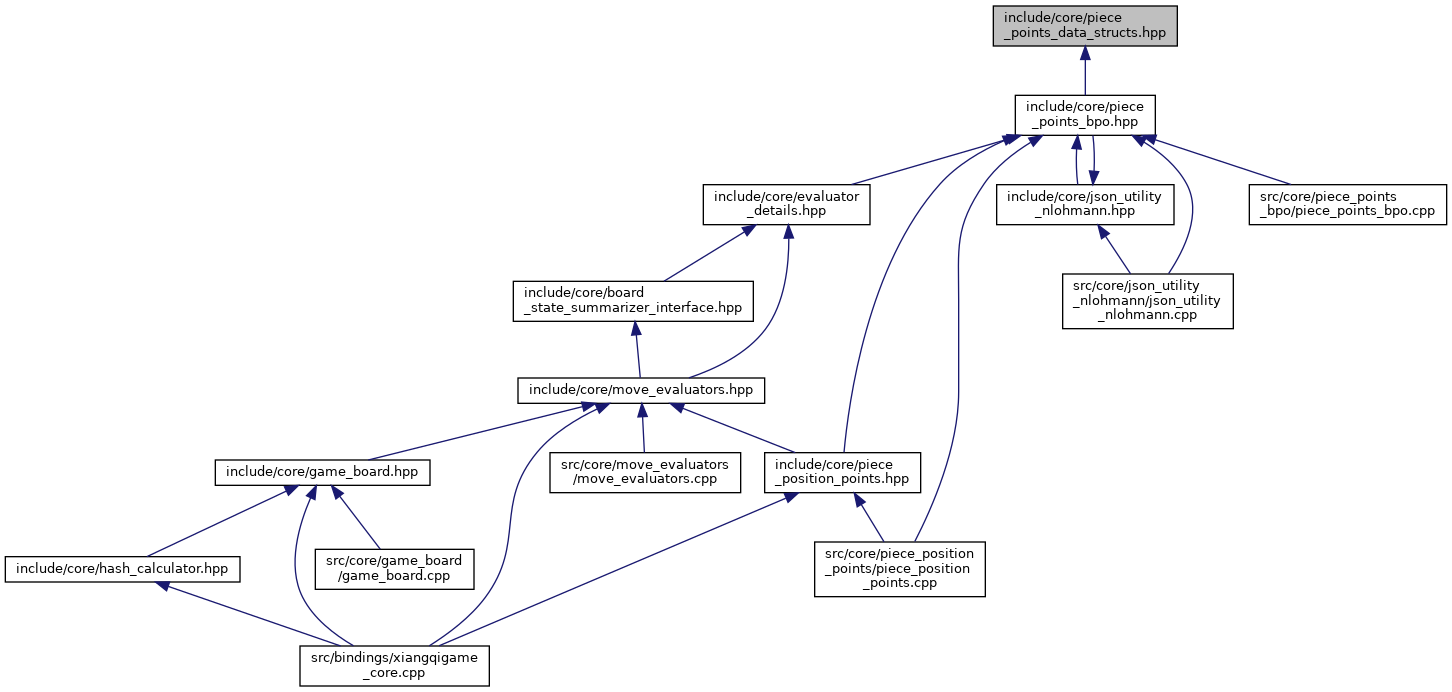 include/core/piece
_points_data_structs.hpp
include/core/piece
_points_bpo.hpp
include/core/evaluator
_details.hpp
include/core/json_utility
_nlohmann.hpp
src/core/piece_points
_bpo/piece_points_bpo.cpp
include/core/board
_state_summarizer_interface.hpp
src/core/json_utility
_nlohmann/json_utility
_nlohmann.cpp
include/core/move_evaluators.hpp
include/core/game_board.hpp
src/core/move_evaluators
/move_evaluators.cpp
include/core/piece
_position_points.hpp
include/core/hash_calculator.hpp
src/core/game_board
/game_board.cpp
src/core/piece_position
_points/piece_position
_points.cpp
src/bindings/xiangqigame
_core.cpp